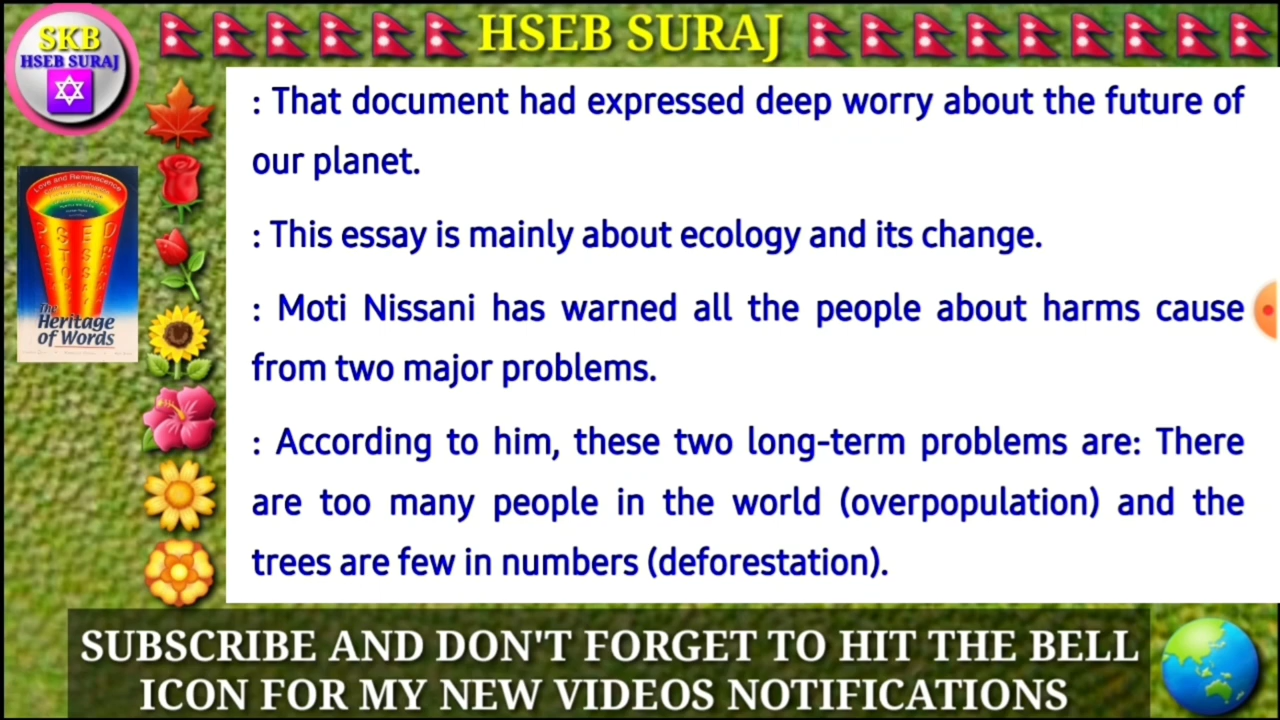 HSEB SURAJ
SKB
HSEB SURAJ
: That document had expressed deep worry about the future of
our planet.
: This essay is mainly about ecology and its change.
: Moti Nissani has warned all the people about harms cause
from two major problems.
: According to him, these two long-term problems are: There
are too many people in the world (overpopulation) and the
trees are few in numbers (deforestation).
Love and Reminiscence
The
Heritage
of Words
SUBSCRIBE AND DON'T FORGET TO HIT THE BELL
ICON FOR MY NEW VIDEOS NOTIFICATIONS